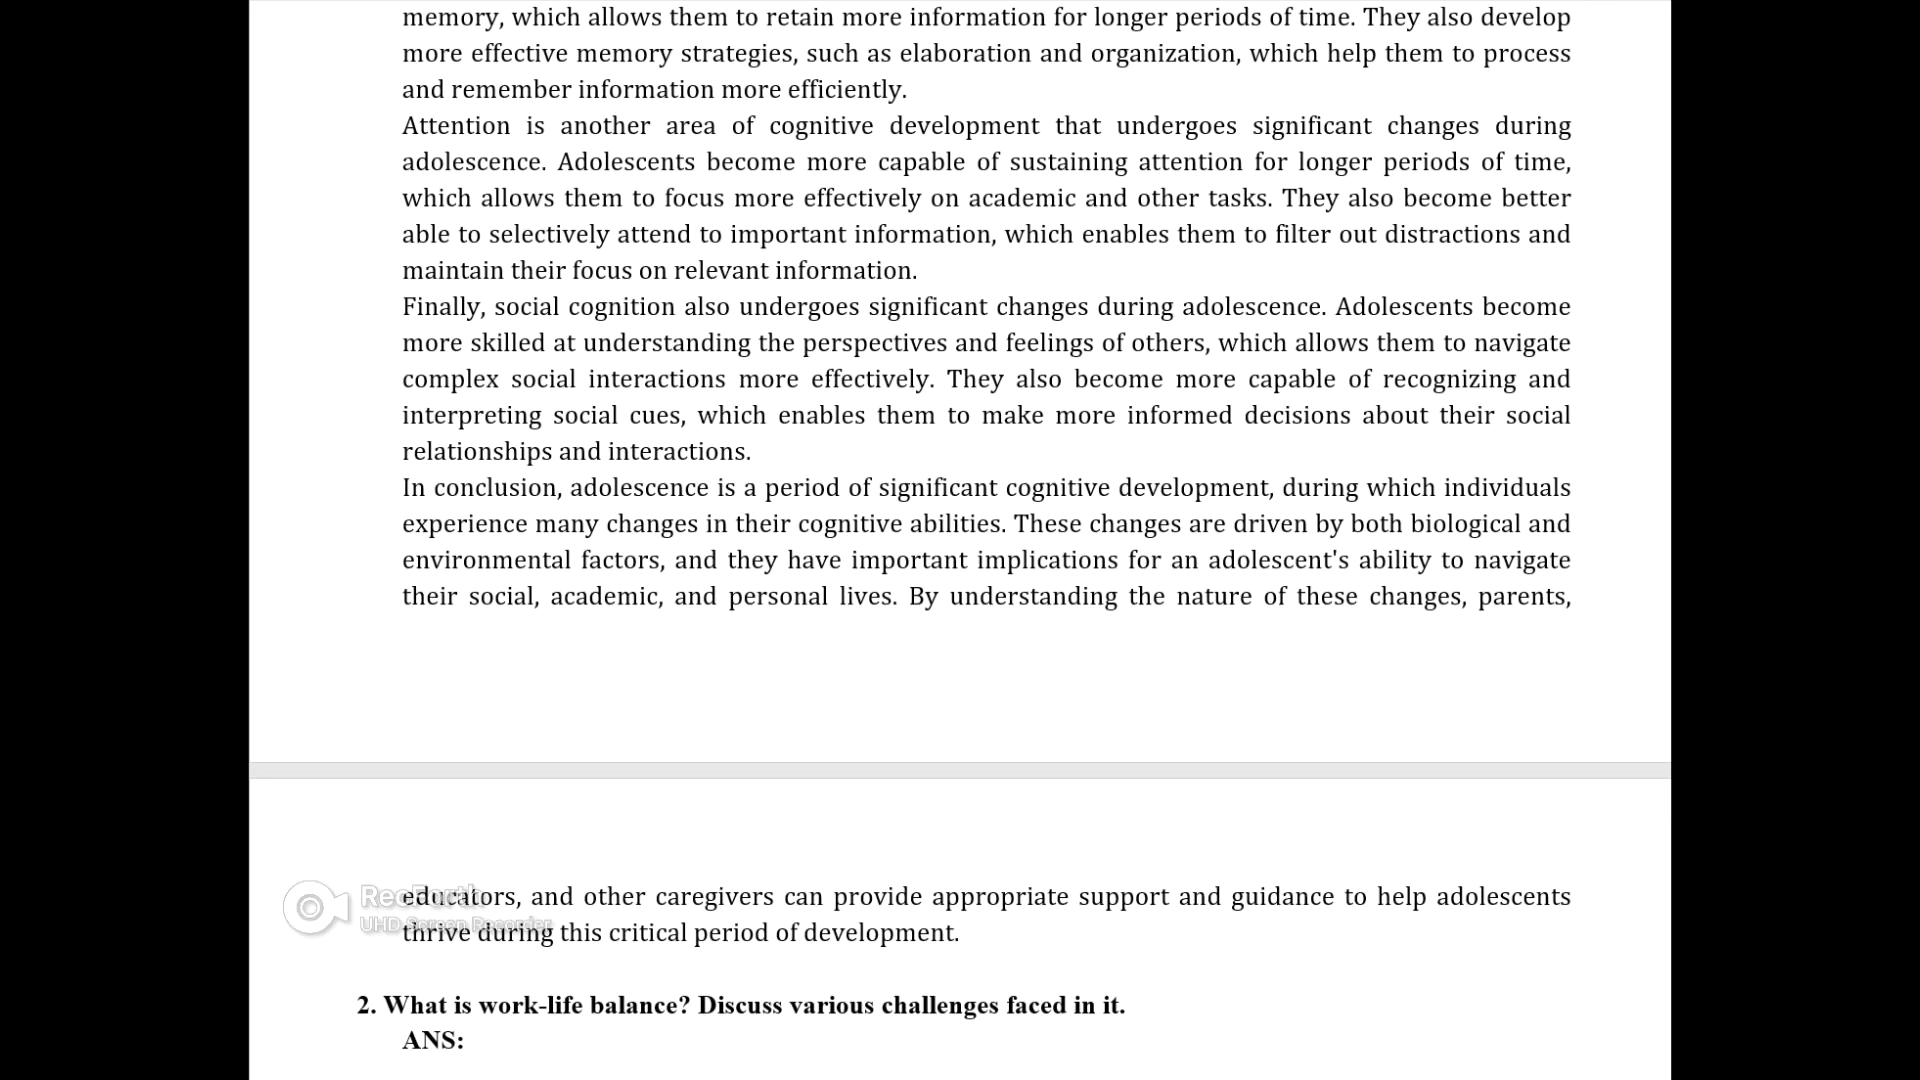 memory, which allows them to retain more information for longer periods of time. They also develop
more effective memory strategies, such as elaboration and organization, which help them to process
and remember information more efficiently.
Attention is another area of cognitive development that undergoes significant changes during
adolescence. Adolescents become more capable of sustaining attention for longer periods of time,
which allows them to focus more effectively on academic and other tasks. They also become better
able to selectively attend to important information, which enables them to filter out distractions and
maintain their focus on relevant information.
Finally, social cognition also undergoes significant changes during adolescence. Adolescents become
more skilled at understanding the perspectives and feelings of others, which allows them to navigate
complex social interactions more effectively. They also become more capable of recognizing and
interpreting social cues, which enables them to make more informed decisions about their social
relationships and interactions.
In conclusion, adolescence is a period of significant cognitive development, during which individuals
experience many changes in their cognitive abilities. These changes are driven by both biological and
environmental factors, and they have important implications for an adolescent's ability to navigate
their social, academic, and personal lives. By understanding the nature of these changes, parents,
RecForth
educators, and other caregivers can provide appropriate support and guidance to help adolescents
UHD Screen Recorder
thrive during this critical period of development.
2. What is work-life balance? Discuss various challenges faced in it.
ANS: